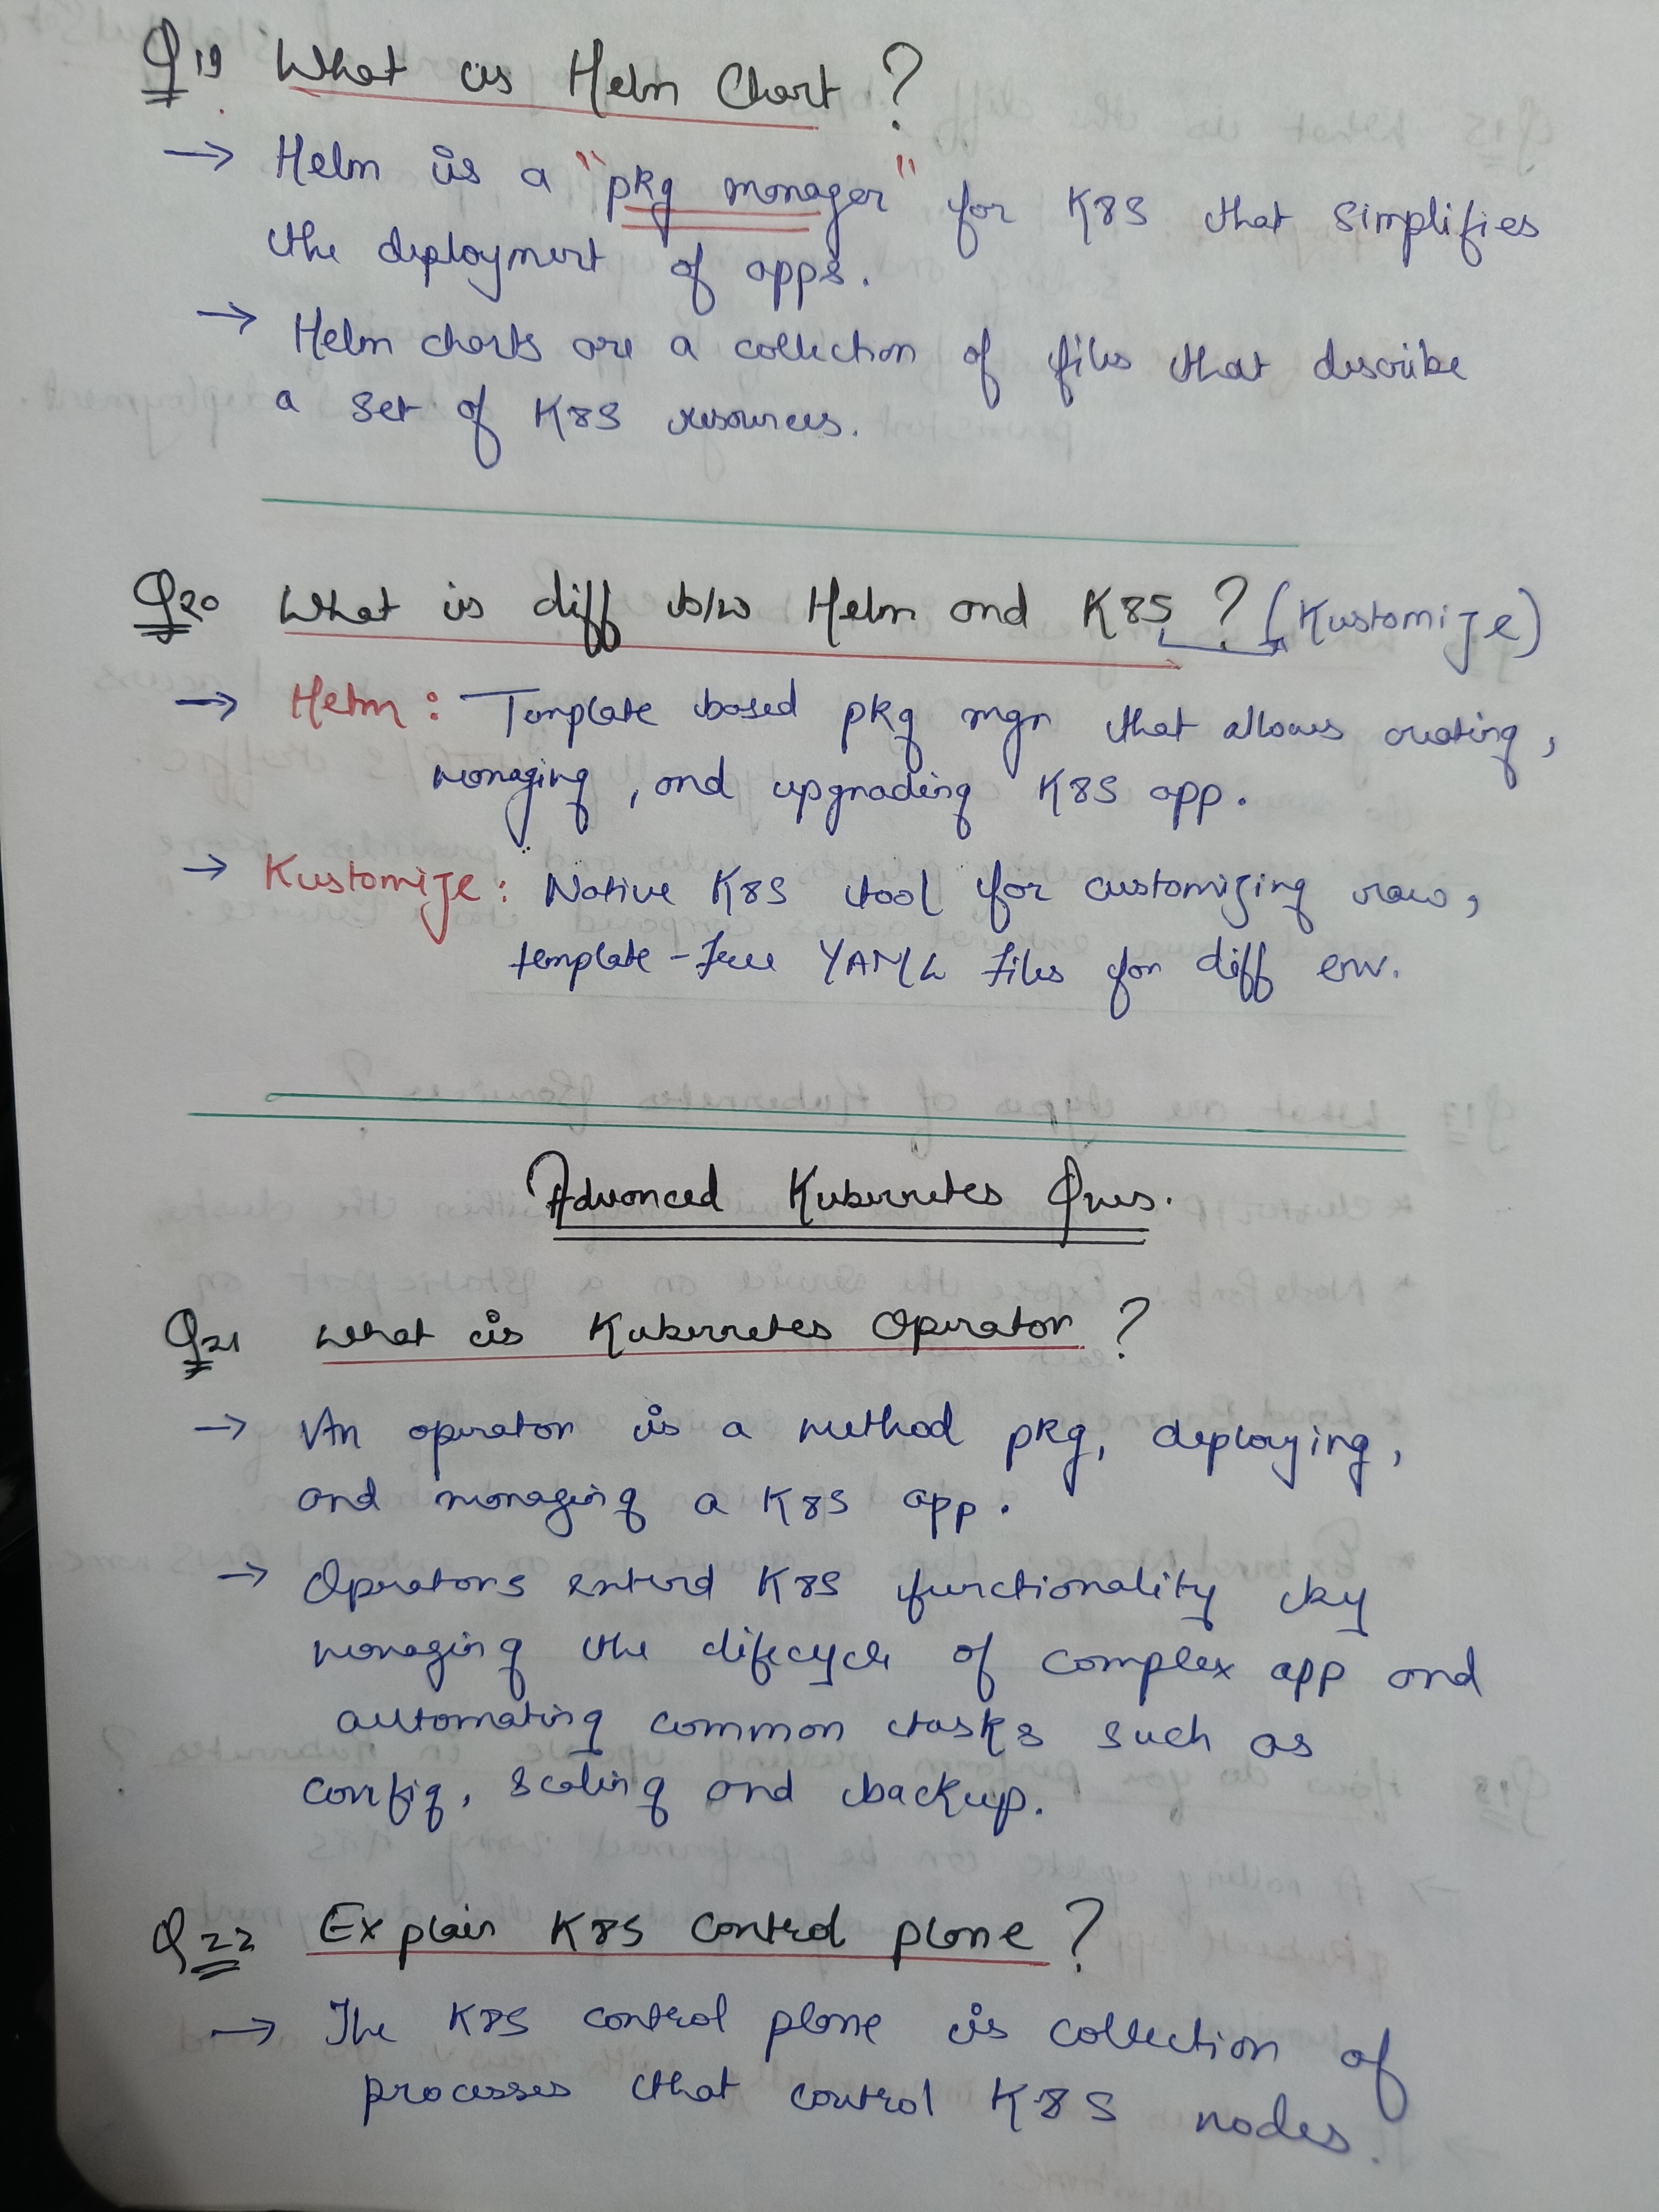 Q19 What is Helm Chart ?
→ Helm is a "pkg manager" for K8S that simplifies
the deployment of apps.
→ Helm charts are a collection of files that describe
a set of K8S resources.
Q20 What is diff b/w Helm and K8S ? (Kustomize)
→ Helm : Template based pkg mgr that allows creating,
managing, and upgrading K8S app.
→ Kustomize : Native K8S tool for customizing raw,
template-free YAML files for diff env.
Advanced Kubernetes Ques.
Q21 What is Kubernetes Operator ?
→ An operator is a method pkg, deploying,
and managing a K8S app.
→ Operators extend K8S functionality by
managing the lifecycle of complex app and
automating common tasks such as
config, scaling and backup.
Q22 Explain K8S control plane ?
→ The K8S control plane is collection of
processes that control K8S nodes.